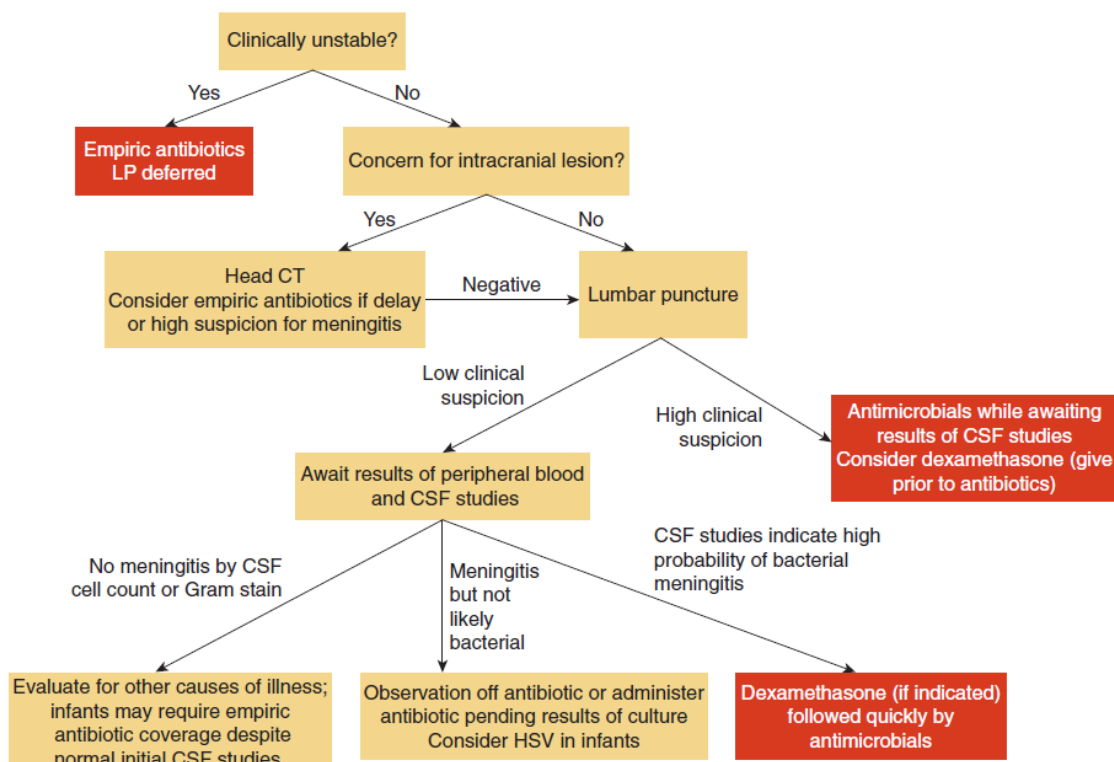 Clinically unstable?
Yes
No
Empiric antibiotics
LP deferred
Concern for intracranial lesion?
Yes
No
Head CT
Consider empiric antibiotics if delay
or high suspicion for meningitis
Negative
Lumbar puncture
Low clinical
suspicion
High clinical
suspicion
Antimicrobials while awaiting
results of CSF studies
Consider dexamethasone (give
prior to antibiotics)
Await results of peripheral blood
and CSF studies
No meningitis by CSF
cell count or Gram stain
Meningitis
but not
likely
bacterial
CSF studies indicate high
probability of bacterial
meningitis
Evaluate for other causes of illness;
infants may require empiric
antibiotic coverage despite
normal initial CSF studies
Observation off antibiotic or administer
antibiotic pending results of culture
Consider HSV in infants
Dexamethasone (if indicated)
followed quickly by
antimicrobials